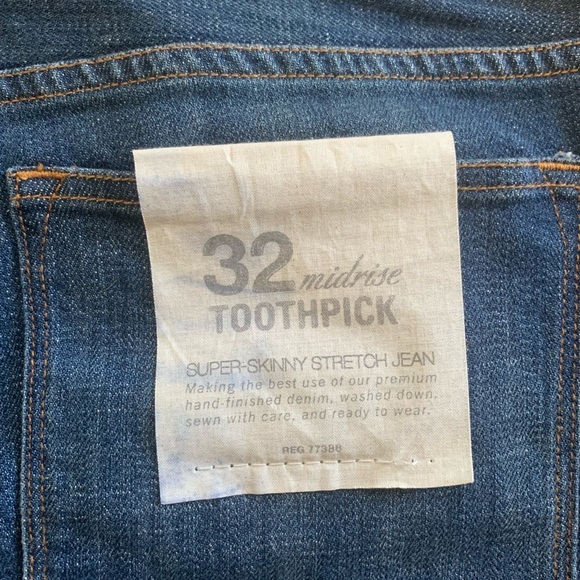 32 midrise
TOOTHPICK
SUPER-SKINNY STRETCH JEAN
Making the best use of our premium
hand-finished denim, washed down,
sewn with care, and ready to wear.
REG 77386